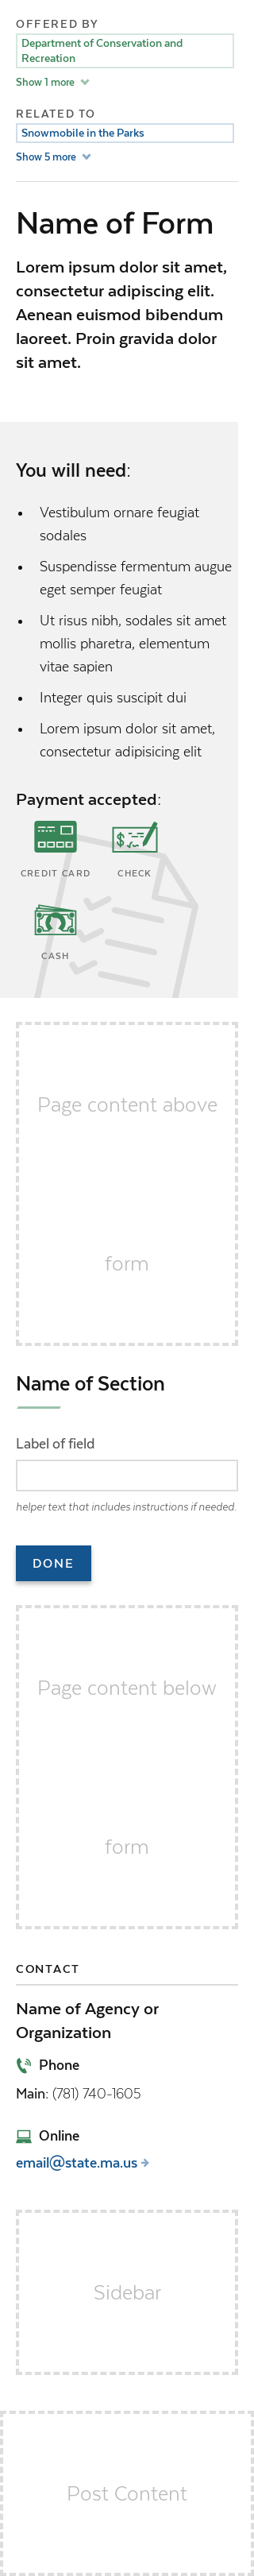 OFFERED BY
Department of Conservation and
Recreation
Show 1 more
RELATED TO
Snowmobile in the Parks
Show 5 more
Name of Form
Lorem ipsum dolor sit amet,
consectetur adipiscing elit.
Aenean euismod bibendum
laoreet. Proin gravida dolor
sit amet.
You will need:
Vestibulum ornare feugiat
sodales
Suspendisse fermentum augue
eget semper feugiat
Ut risus nibh, sodales sit amet
mollis pharetra, elementum
vitae sapien
Integer quis suscipit dui
Lorem ipsum dolor sit amet,
consectetur adipisicing elit
Payment accepted:
CREDIT CARD CHECK
CASH
Page content above
form
Name of Section
Label of field
helper text that includes instructions if needed.
DONE
Page content below
form
CONTACT
Name of Agency or
Organization
Phone
Main: (781) 740-1605
Online
email@state.ma.us
Sidebar
Post Content